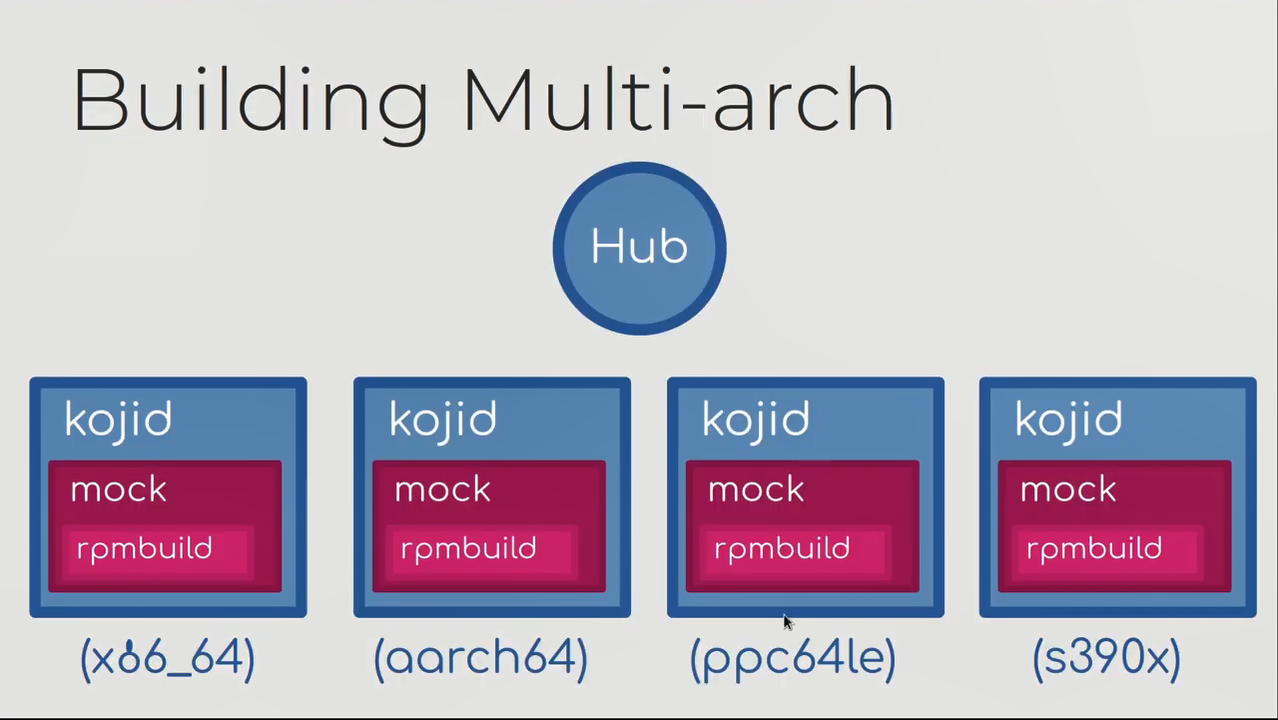 Building Multi-arch
Hub
kojid
mock
rpmbuild
(x86_64)
kojid
mock
rpmbuild
(aarch64)
kojid
mock
rpmbuild
(ppc64le)
kojid
mock
rpmbuild
(s390x)